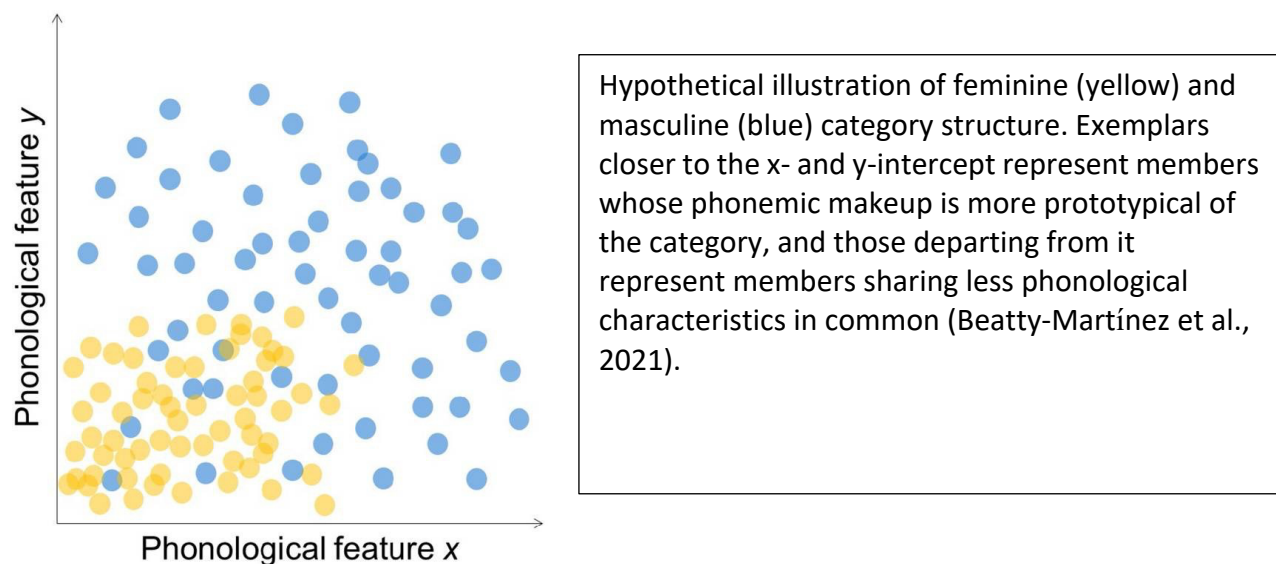 Phonological feature y
Phonological feature x
Hypothetical illustration of feminine (yellow) and
masculine (blue) category structure. Exemplars
closer to the x- and y-intercept represent members
whose phonemic makeup is more prototypical of
the category, and those departing from it
represent members sharing less phonological
characteristics in common (Beatty-Martínez et al.,
2021).